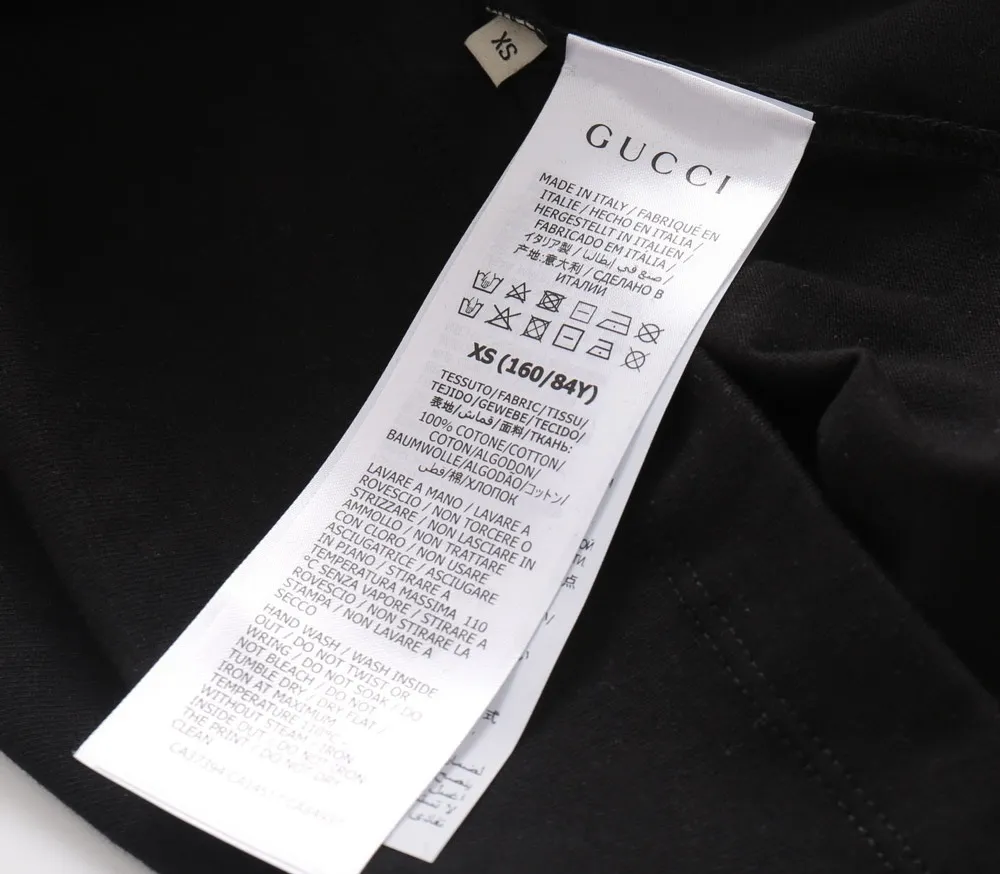 XS
GUCCI
MADE IN ITALY / FABRIQUÉ EN
ITALIE / HECHO EN ITALIA /
HERGESTELLT IN ITALIEN /
FABRICADO EM ITALIA /
イタリア製 / صنع في إيطاليا /
产地:意大利 / СДЕЛАНО В
ИТАЛИИ
XS (160/84Y)
TESSUTO/FABRIC/TISSU/
TEJIDO/GEWEBE/TECIDO/
表地/قماش/面料/ТКАНЬ:
100% COTONE/COTTON/
COTON/ALGODON/
BAUMWOLLE/ALGODÃO/コットン/
قطن/棉/ХЛОПОК
LAVARE A MANO / LAVARE A
ROVESCIO / NON TORCERE O
STRIZZARE / NON LASCIARE IN
AMMOLLO / NON TRATTARE
CON CLORO / NON USARE
ASCIUGATRICE / ASCIUGARE
IN PIANO / STIRARE A
TEMPERATURA MASSIMA 110
°C SENZA VAPORE / STIRARE A
ROVESCIO / NON STIRARE LA
STAMPA / NON LAVARE A
SECCO
HAND WASH / WASH INSIDE
OUT / DO NOT TWIST OR
WRING / DO NOT SOAK / DO
NOT BLEACH / DO NOT
TUMBLE DRY / DRY FLAT /
IRON AT MAXIMUM
TEMPERATURE 110°C
WITHOUT STEAM / IRON
INSIDE OUT / DO NOT IRON
THE PRINT / DO NOT DRY
CLEAN
点
式